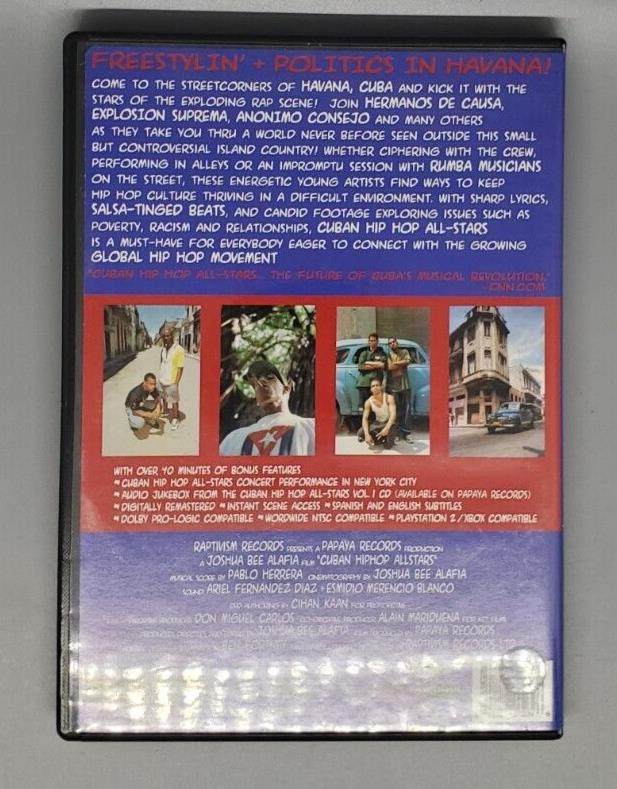 FREESTYLIN' + POLITICS IN HAVANA!
COME TO THE STREETCORNERS OF HAVANA, CUBA AND KICK IT WITH THE
STARS OF THE EXPLODING RAP SCENE! JOIN HERMANOS DE CAUSA,
EXPLOSION SUPREMA, ANONIMO CONSEJO AND MANY OTHERS
AS THEY TAKE YOU THRU A WORLD NEVER BEFORE SEEN OUTSIDE THIS SMALL
BUT CONTROVERSIAL ISLAND COUNTRY! WHETHER CIPHERING WITH THE CREW,
PERFORMING IN ALLEYS OR AN IMPROMPTU SESSION WITH RUMBA MUSICIANS
ON THE STREET, THESE ENERGETIC YOUNG ARTISTS FIND WAYS TO KEEP
HIP HOP CULTURE THRIVING IN A DIFFICULT ENVIRONMENT. WITH SHARP LYRICS,
SALSA-TINGED BEATS, AND CANDID FOOTAGE EXPLORING ISSUES SUCH AS
POVERTY, RACISM AND RELATIONSHIPS, CUBAN HIP HOP ALL-STARS
IS A MUST-HAVE FOR EVERYBODY EAGER TO CONNECT WITH THE GROWING
GLOBAL HIP HOP MOVEMENT
"CUBAN HIP HOP ALL-STARS... THE FUTURE OF CUBA'S MUSICAL REVOLUTION."
-CNN.COM
WITH OVER 40 MINUTES OF BONUS FEATURES
* CUBAN HIP HOP ALL-STARS CONCERT PERFORMANCE IN NEW YORK CITY
* AUDIO JUKEBOX FROM THE CUBAN HIP HOP ALL-STARS VOL 1 CD (AVAILABLE ON PAPAYA RECORDS)
* DIGITALLY REMASTERED * INSTANT SCENE ACCESS * SPANISH AND ENGLISH SUBTITLES
* DOLBY PRO-LOGIC COMPATIBLE * WORDWIDE NTSC COMPATIBLE * PLAYSTATION 2/XBOX COMPATIBLE
RAPTIVISM RECORDS PRESENTS A PAPAYA RECORDS PRODUCTION
A JOSHUA BEE ALAFIA FILM "CUBAN HIPHOP ALLSTARS"
MUSICAL SCORE BY PABLO HERRERA CINEMATOGRAPHY BY JOSHUA BEE ALAFIA
SOUND ARIEL FERNANDEZ DIAZ + ESMIDIO MERENCIO BLANCO
DVD AUTHORING BY CIHAN KAAN FOR
DON MIGUEL CARLOS CO-ORIGINAL PRODUCER ALAIN MARIDUENA FOR
JOSHUA BEE ALAFIA PAPAYA RECORDS
RAPTIVISM RECORDS LTD